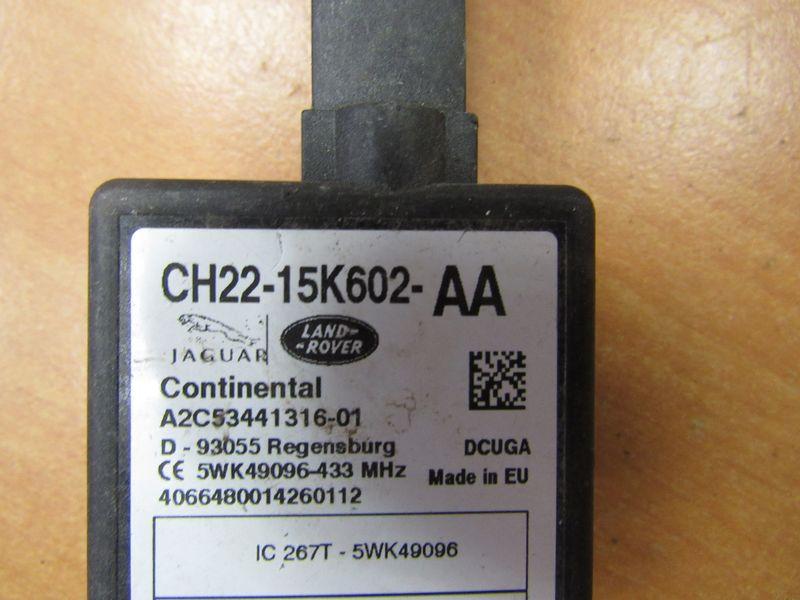 CH22-15K602-AA
JAGUAR
LAND-
-ROVER
Continental
A2C53441316-01
D - 93055 Regensburg
DCUGA
CE 5WK49096-433 MHz
Made in EU
4066480014260112
IC 267T - 5WK49096